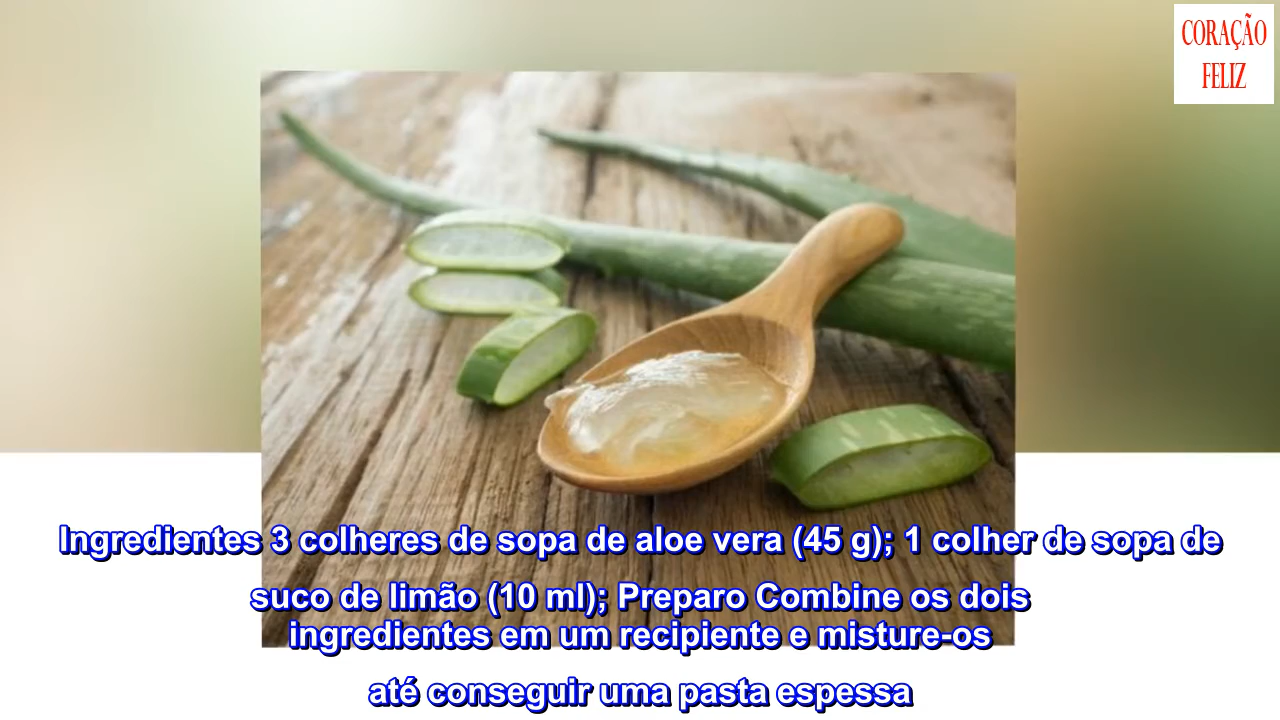 CORAÇÃO
FELIZ
Ingredientes 3 colheres de sopa de aloe vera (45 g); 1 colher de sopa de
suco de limão (10 ml); Preparo Combine os dois
ingredientes em um recipiente e misture-os
até conseguir uma pasta espessa